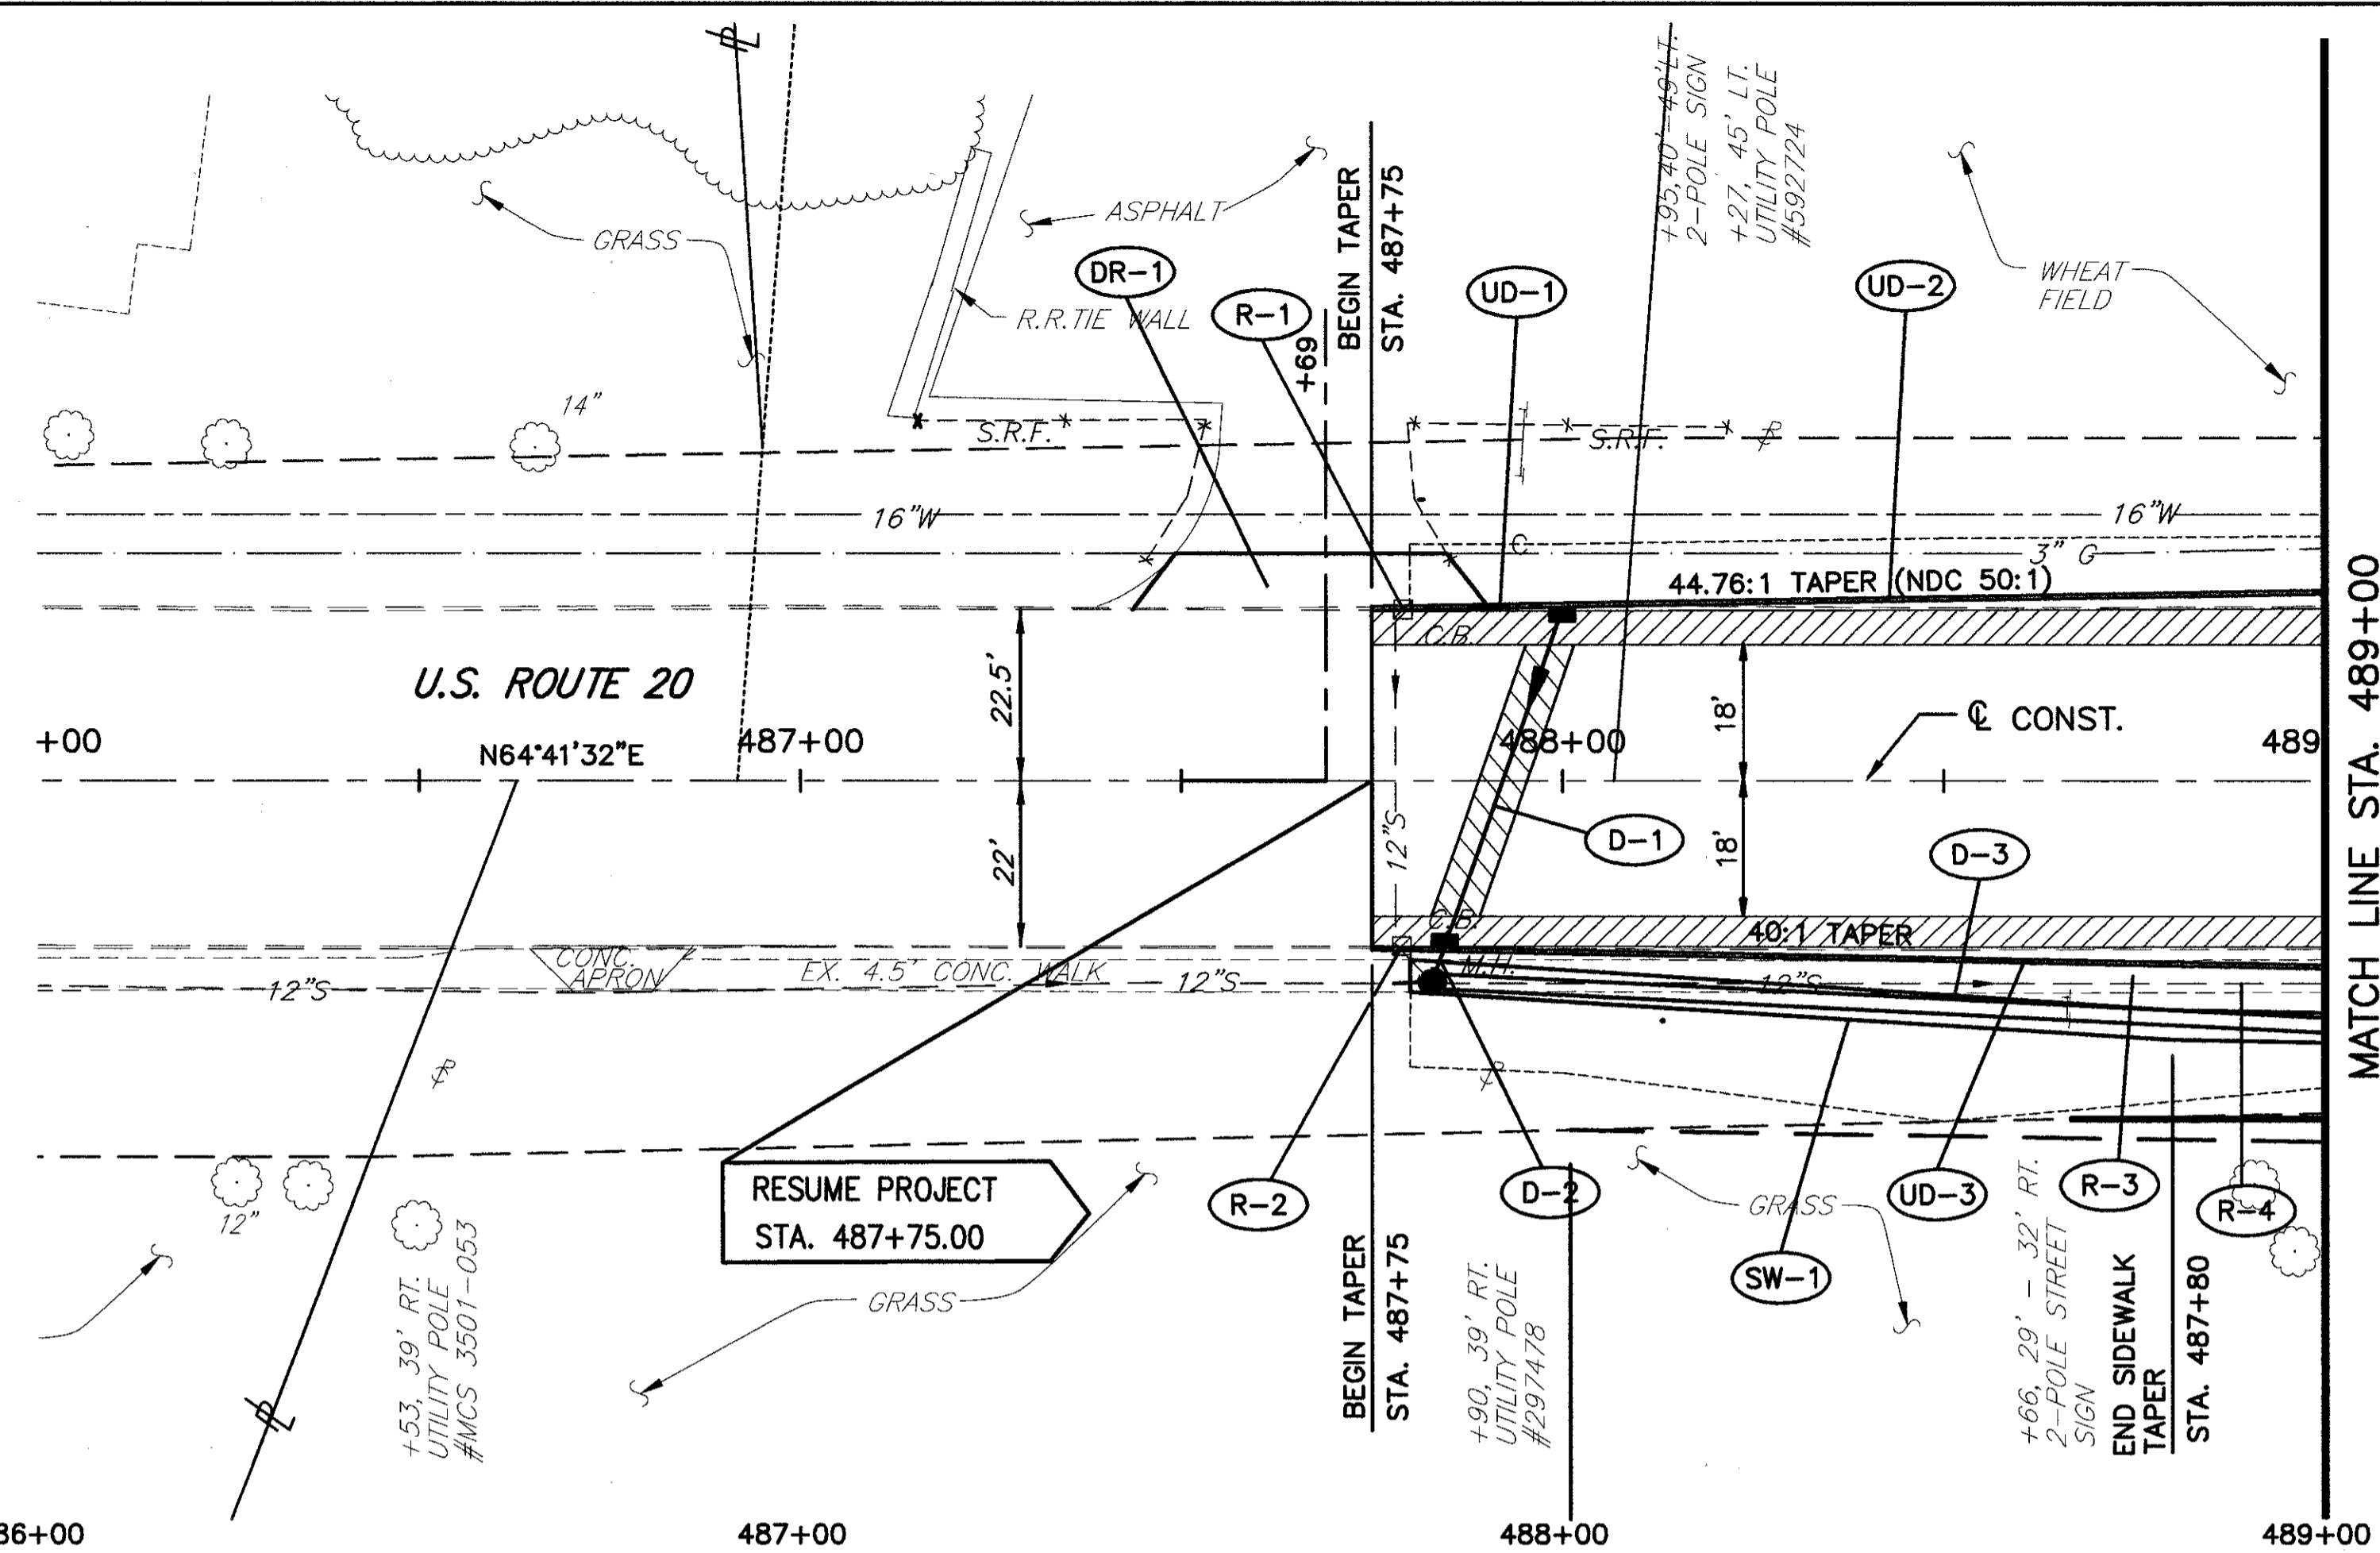 +95, 40'-49' LT.
2-POLE SIGN
+27, 45' LT.
UTILITY POLE
#5927724
BEGIN TAPER
STA. 487+75
ASPHALT
GRASS
DR-1
R.R. TIE WALL
R-1
+69
UD-1
UD-2
WHEAT
FIELD
14"
S.R.F.
S.R.F.
16"W
16"W
C
3" G
44.76:1 TAPER (NDC 50:1)
C.B.
U.S. ROUTE 20
22.5'
18'
℄ CONST.
+00
N64°41'32"E
487+00
488+00
489
12"S
D-1
22'
18'
D-3
C.B.
40:1 TAPER
CONC.
APRON
EX. 4.5' CONC. WALK
M.H.
12"S
12"S
12"S
MATCH LINE STA. 489+00
RESUME PROJECT
STA. 487+75.00
R-2
D-2
GRASS
UD-3
R-3
R-4
SW-1
12"
GRASS
+53, 39' RT.
UTILITY POLE
#MCS 3501-053
BEGIN TAPER
STA. 487+75
+90, 39' RT.
UTILITY POLE
#297478
+66, 29' - 32' RT.
2-POLE STREET
SIGN
END SIDEWALK
TAPER
STA. 487+80
36+00
487+00
488+00
489+00